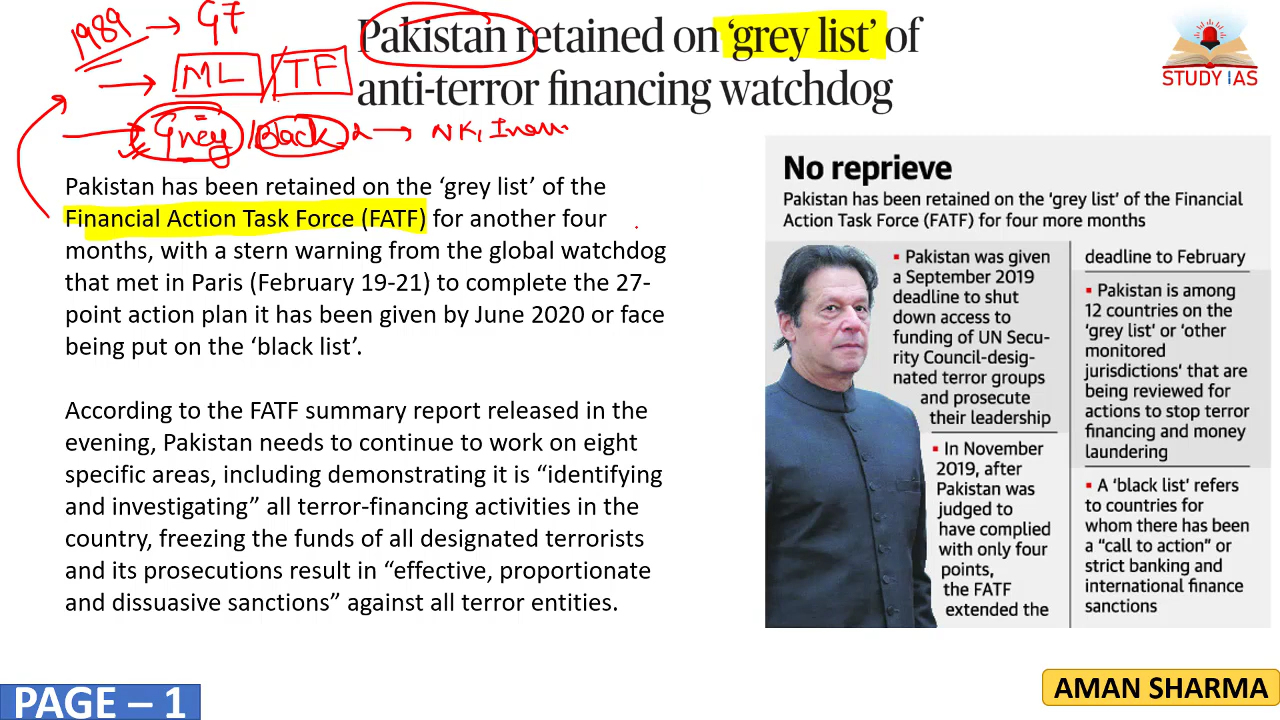 1989 → G7
→ ML / TF
→ Grey / Black 2 → NK, Iran
Pakistan retained on ‘grey list’ of
anti-terror financing watchdog
STUDY IAS
Pakistan has been retained on the ‘grey list’ of the
Financial Action Task Force (FATF) for another four
months, with a stern warning from the global watchdog
that met in Paris (February 19-21) to complete the 27-
point action plan it has been given by June 2020 or face
being put on the ‘black list’.
According to the FATF summary report released in the
evening, Pakistan needs to continue to work on eight
specific areas, including demonstrating it is “identifying
and investigating” all terror-financing activities in the
country, freezing the funds of all designated terrorists
and its prosecutions result in “effective, proportionate
and dissuasive sanctions” against all terror entities.
No reprieve
Pakistan has been retained on the ‘grey list’ of the Financial
Action Task Force (FATF) for four more months
▪ Pakistan was given
a September 2019
deadline to shut
down access to
funding of UN Secu-
rity Council-desig-
nated terror groups
and prosecute
their leadership
▪ In November
2019, after
Pakistan was
judged to
have complied
with only four
points,
the FATF
extended the
deadline to February
▪ Pakistan is among
12 countries on the
‘grey list’ or ‘other
monitored
jurisdictions’ that are
being reviewed for
actions to stop terror
financing and money
laundering
▪ A ‘black list’ refers
to countries for
whom there has been
a “call to action” or
strict banking and
international finance
sanctions
PAGE – 1
AMAN SHARMA